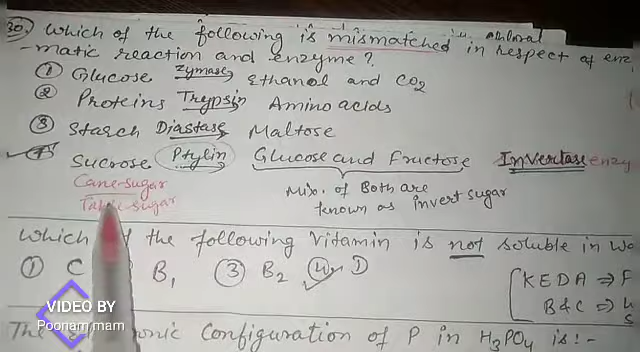 30. Which of the following is mismatched in respect of enz
-matic reaction and enzyme?
① Glucose Zymase→ Ethanol and CO2
② Proteins Trypsin→ Amino acids
③ Starch Diastase→ Maltose
④ Sucrose Ptylin→ Glucose and Fructose Invertase enzy
Cane-sugar
Mix. of Both are
known as invert sugar
Which of the following Vitamin is not soluble in Wa
① C B1 ③ B2 ④ D
KEDA ⇒ F
B&C ⇒
VIDEO BY
Poonam mam
The onic configuration of P in H3PO4 is:-